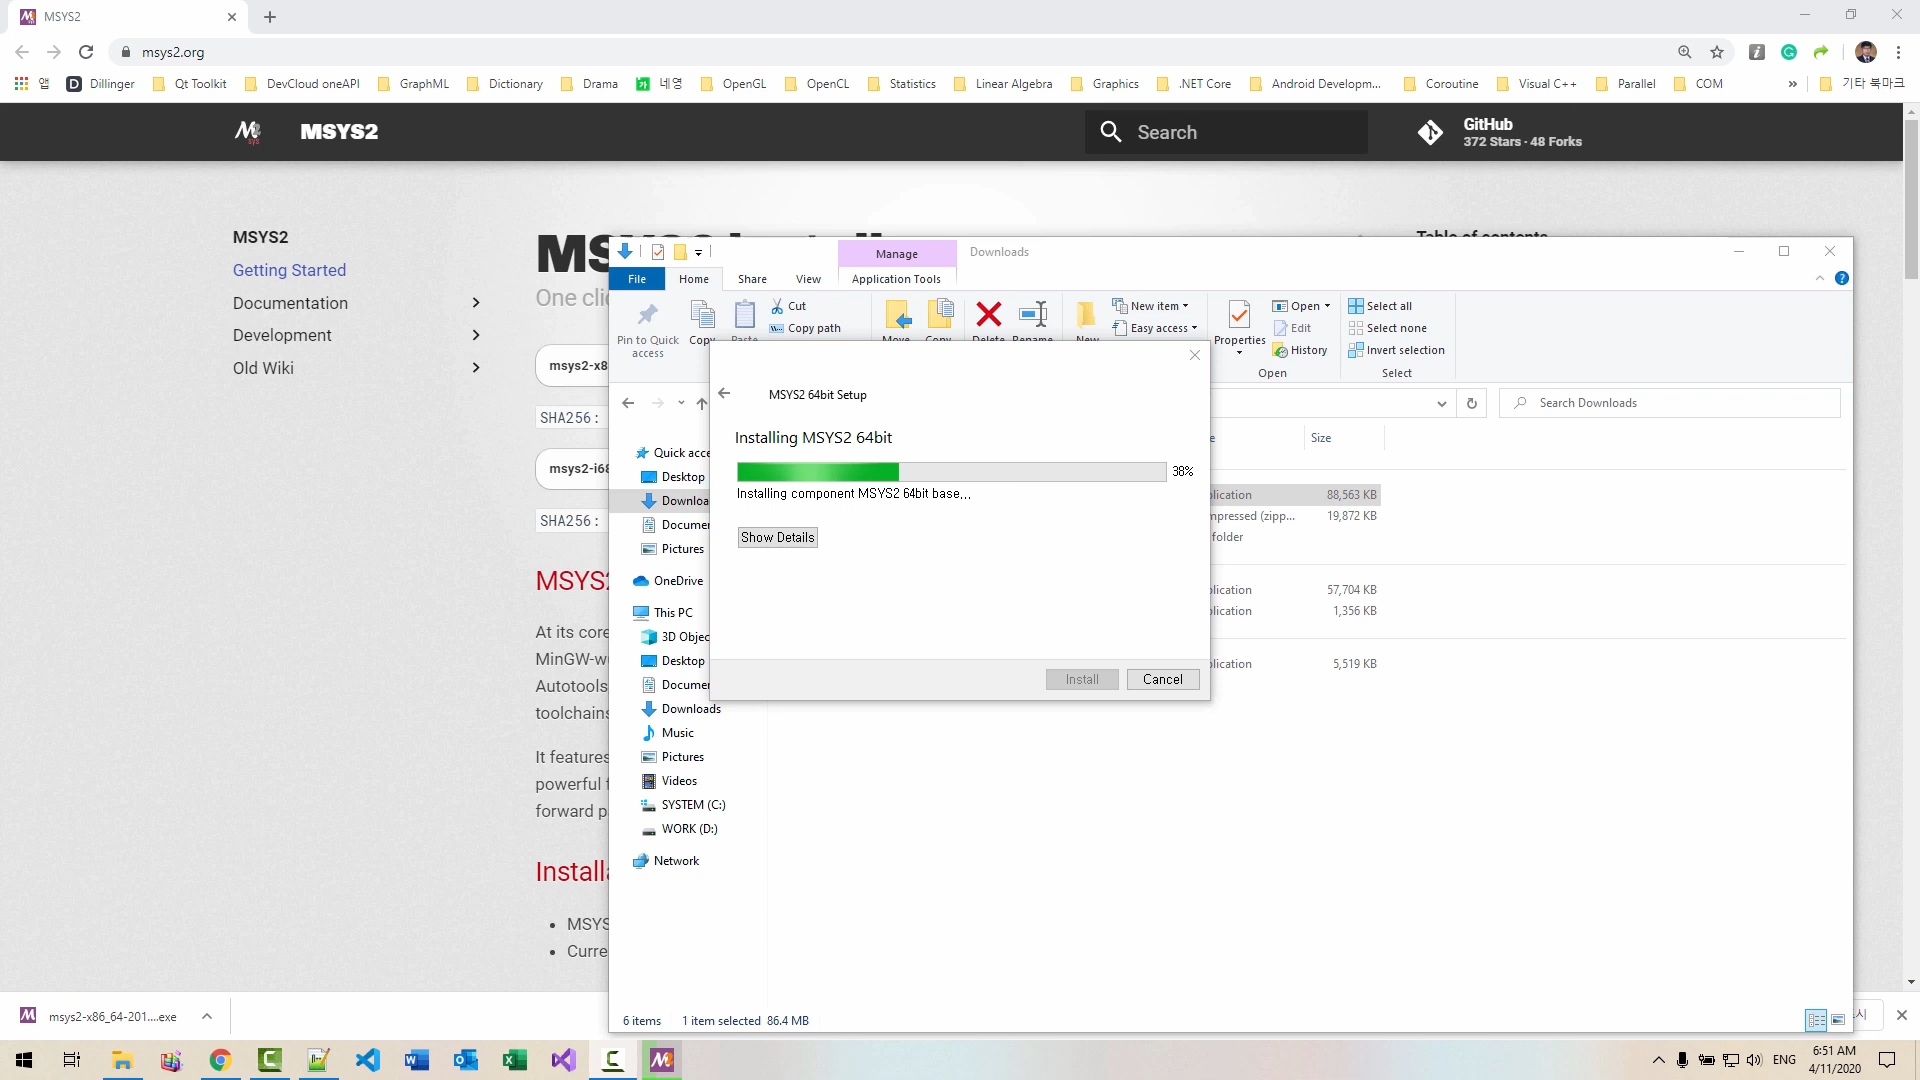 MSYS2
msys2.org
앱
Dillinger
Qt Toolkit
DevCloud oneAPI
GraphML
Dictionary
Drama
네영
OpenGL
OpenCL
Statistics
Linear Algebra
Graphics
.NET Core
Android Developm...
Coroutine
Visual C++
Parallel
COM
»
기타 북마크
MSYS2
Search
GitHub
372 Stars · 48 Forks
MSYS2
Getting Started
Documentation
Development
Old Wiki
One clic
msys2-x8
SHA256:
msys2-i68
SHA256:
MSYS2
At its core
MinGW-w
Autotools
toolchains
It features
powerful f
forward p
Installa
MSYS
Curre
Table of contents
Manage
Downloads
File
Home
Share
View
Application Tools
Pin to Quick
access
Copy
Paste
Cut
Copy path
Move
Copy
Delete
Rename
New
New item
Easy access
Properties
Open
Edit
History
Open
Select all
Select none
Invert selection
Select
Search Downloads
Quick acce
Desktop
Downloa
Documer
Pictures
OneDrive
This PC
3D Objec
Desktop
Documer
Downloads
Music
Pictures
Videos
SYSTEM (C:)
WORK (D:)
Network
e
Size
plication
88,563 KB
mpressed (zipp...
19,872 KB
folder
plication
57,704 KB
plication
1,356 KB
plication
5,519 KB
MSYS2 64bit Setup
Installing MSYS2 64bit
38%
Installing component MSYS2 64bit base...
Show Details
Install
Cancel
6 items
1 item selected
86.4 MB
msys2-x86_64-201....exe
시
ENG
6:51 AM
4/11/2020